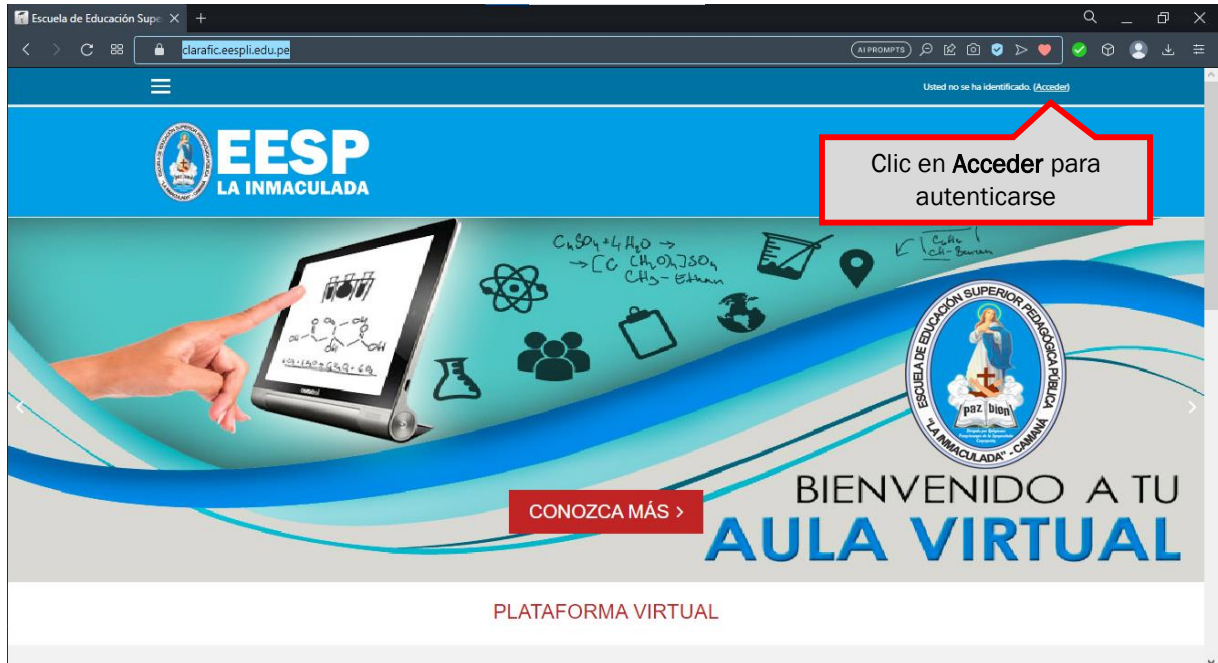 Escuela de Educación Supe
clarafic.eespli.edu.pe
AI PROMPTS
Usted no se ha identificado. (Acceder)
EESP
LA INMACULADA
Clic en Acceder para
autenticarse
ESCUELA DE EDUCACIÓN SUPERIOR PEDAGÓGICA PÚBLICA
paz bien
"LA INMACULADA" - CAMANÁ
BIENVENIDO A TU
AULA VIRTUAL
CONOZCA MÁS >
PLATAFORMA VIRTUAL